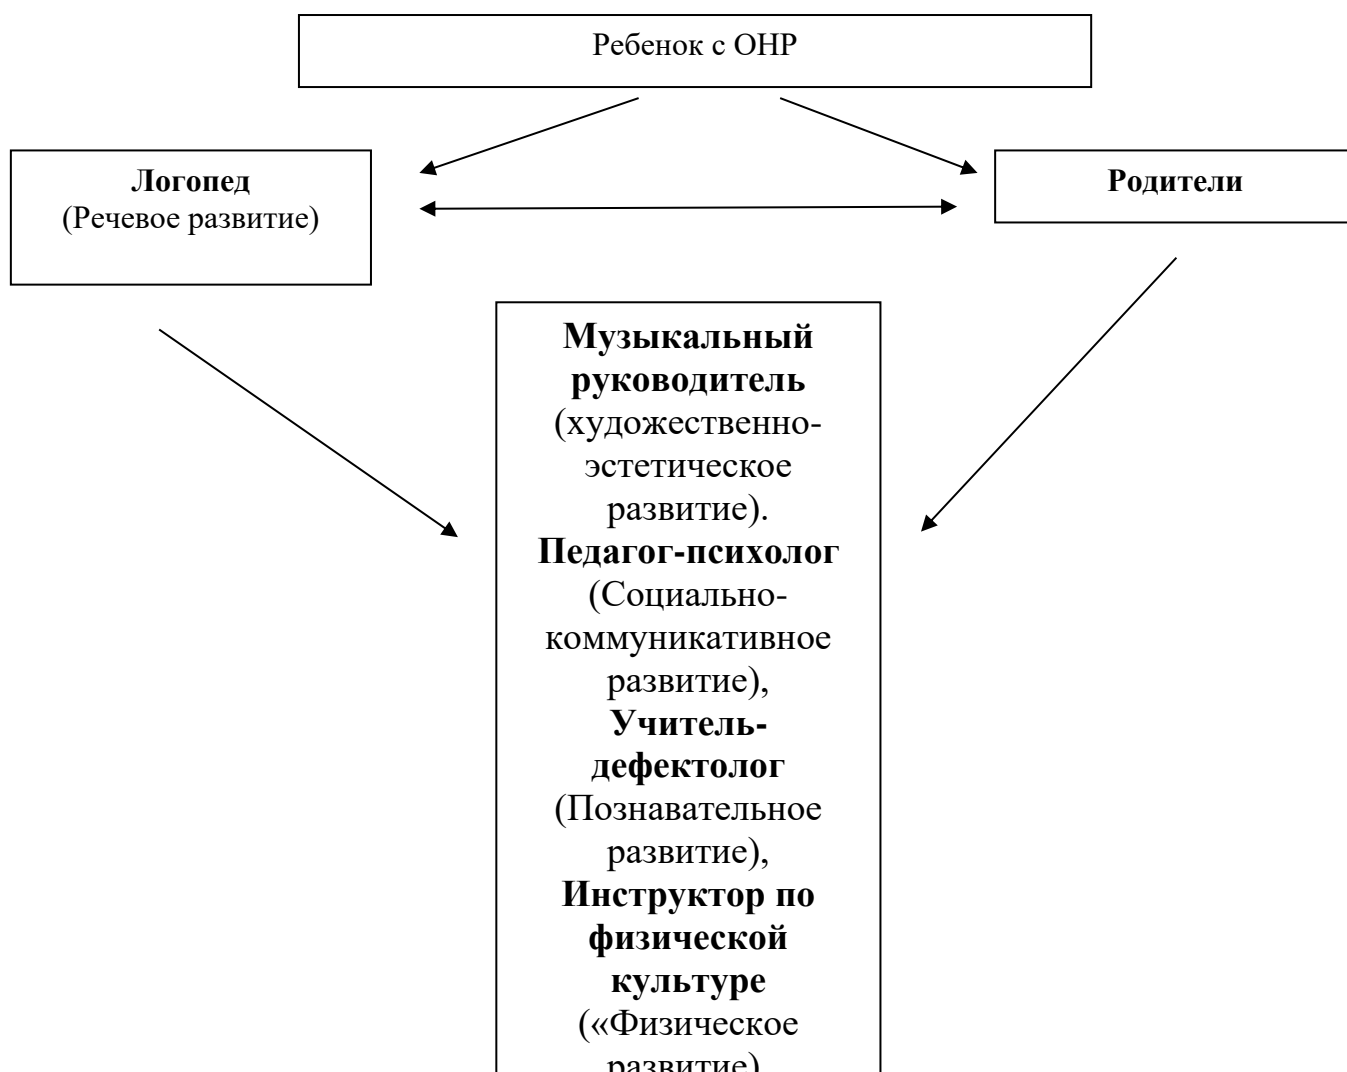 Ребенок с ОНР
Логопед
(Речевое развитие)
Родители
Музыкальный
руководитель
(художественно-
эстетическое
развитие).
Педагог-психолог
(Социально-
коммуникативное
развитие),
Учитель-
дефектолог
(Познавательное
развитие),
Инструктор по
физической
культуре
(«Физическое
развитие)